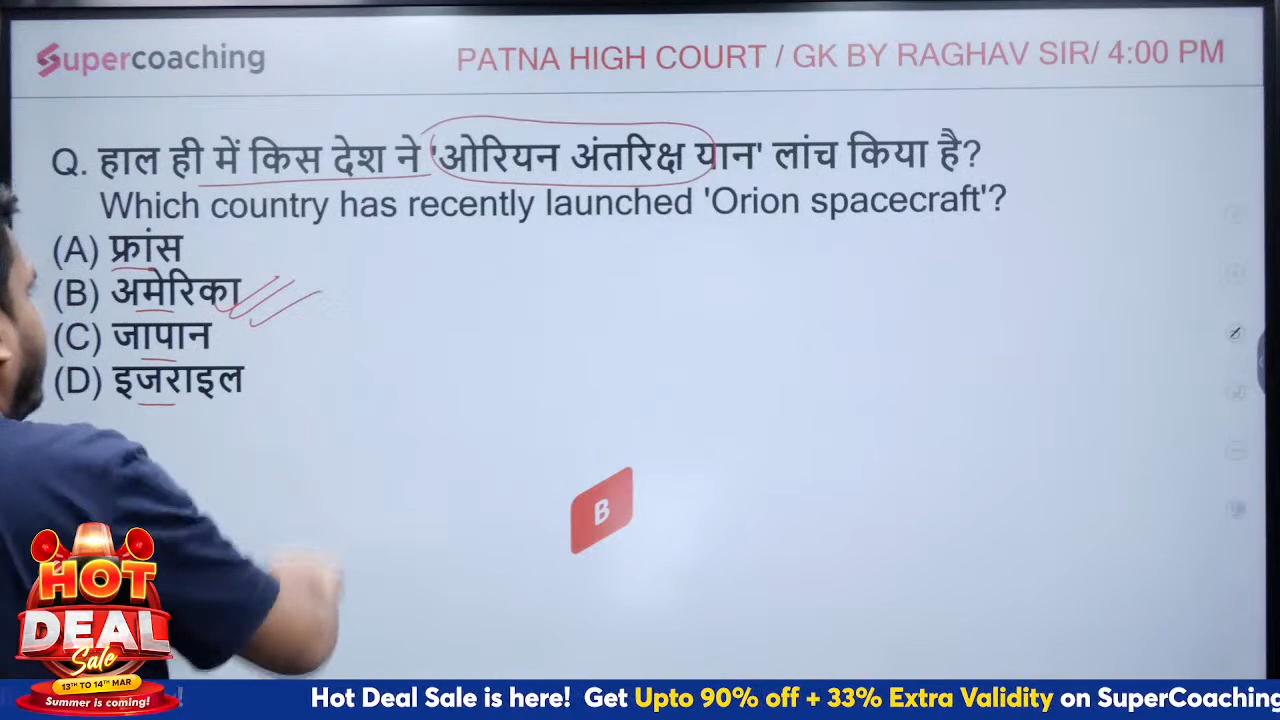 Supercoaching
PATNA HIGH COURT / GK BY RAGHAV SIR/ 4:00 PM
Q. हाल ही में किस देश ने 'ओरियन अंतरिक्ष यान' लांच किया है?
Which country has recently launched 'Orion spacecraft'?
(A) फ्रांस
(B) अमेरिका
(C) जापान
(D) इजराइल
B
HOT
DEAL
Sale
13TH TO 14TH MAR
Summer is coming!
Hot Deal Sale is here! Get Upto 90% off + 33% Extra Validity on SuperCoaching